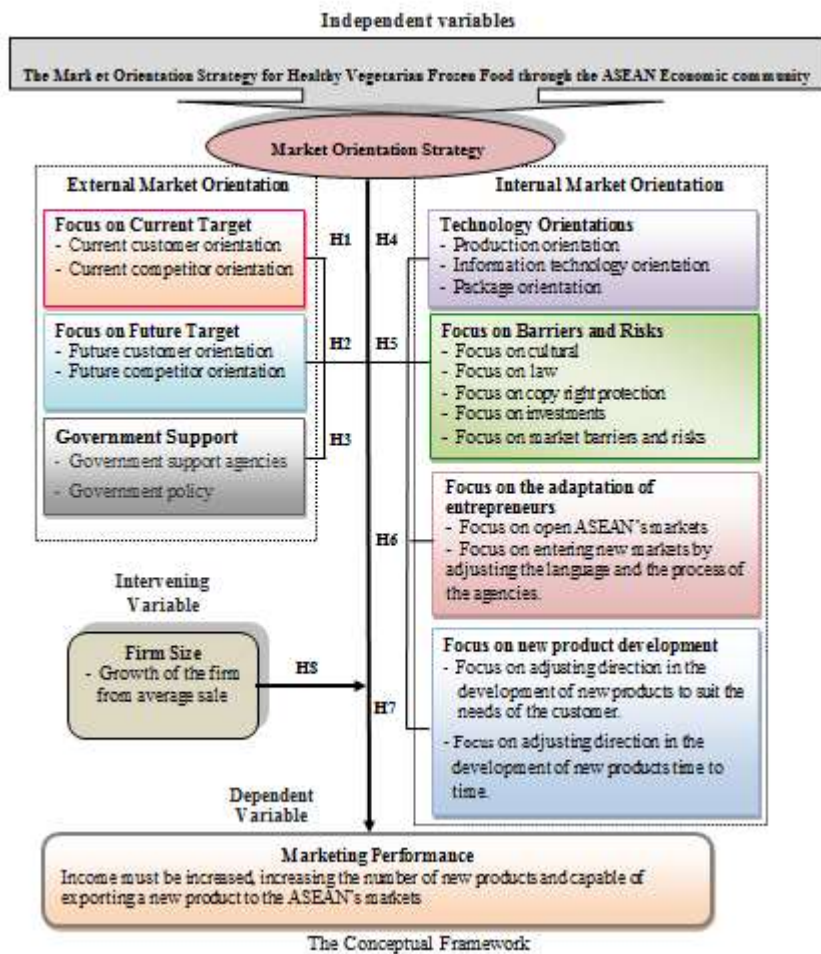 Independent variables
The Mark et Orientation Strategy for Healthy Vegetarian Frozen Food through the ASEAN Economic community
Market Orientation Strategy
External Market Orientation
Focus on Current Target
- Current customer orientation
- Current competitor orientation
Focus on Future Target
- Future customer orientation
- Future competitor orientation
Government Support
- Government support agencies
- Government policy
H1
H2
H3
H4
H5
H6
H7
Internal Market Orientation
Technology Orientations
- Production orientation
- Information technology orientation
- Package orientation
Focus on Barriers and Risks
- Focus on cultural
- Focus on law
- Focus on copy right protection
- Focus on investments
- Focus on market barriers and risks
Focus on the adaptation of
entrepreneurs
- Focus on open ASEAN's markets
- Focus on entering new markets by
adjusting the language and the process of
the agencies.
Focus on new product development
- Focus on adjusting direction in the
development of new products to suit the
needs of the customer.
- Focus on adjusting direction in the
development of new products time to
time.
Intervening
Variable
Firm Size
- Growth of the firm
from average sale
H8
Dependent
Variable
Marketing Performance
Income must be increased, increasing the number of new products and capable of
exporting a new product to the ASEAN's markets
The Conceptual Framework